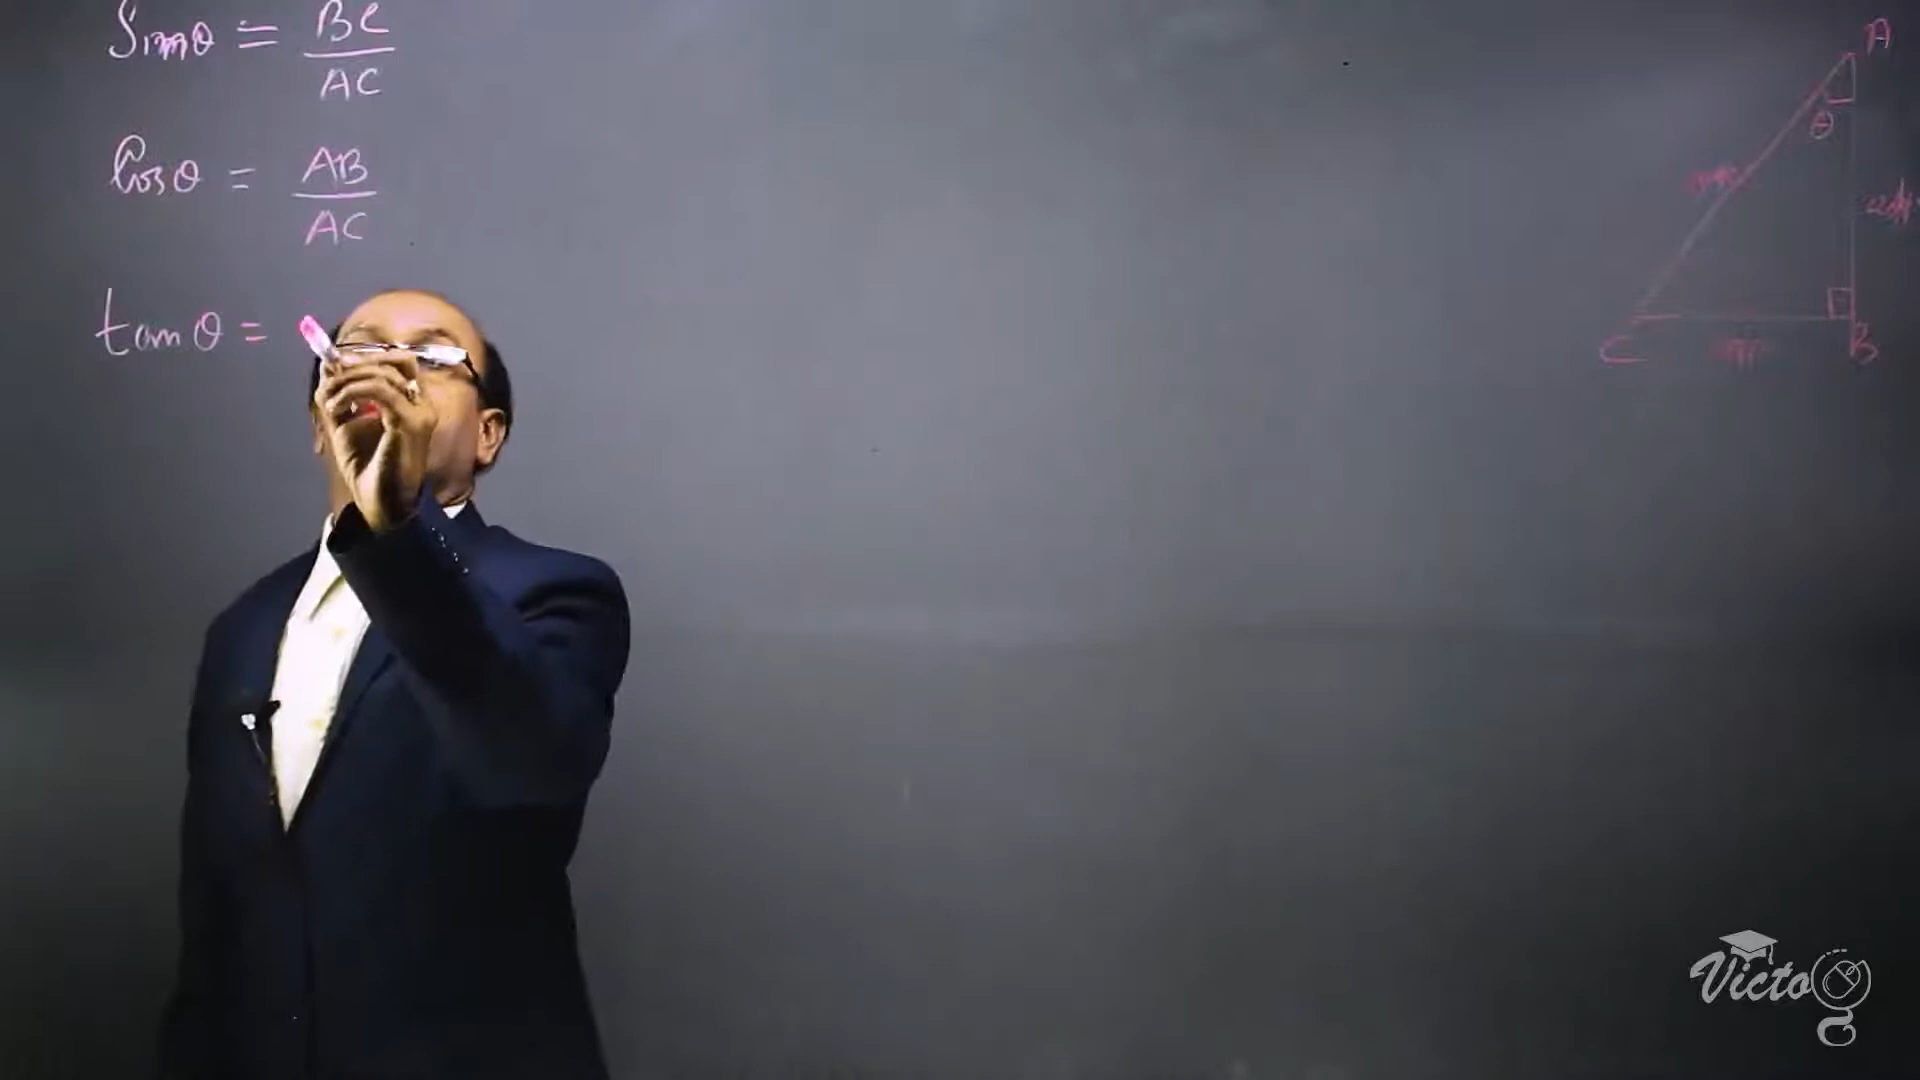 Sinθ = BC/AC
Cosθ = AB/AC
tanθ =
A
θ
C
B
Victo